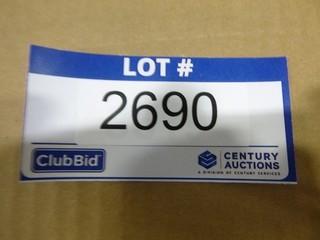 LOT #
2690
ClubBid
CENTURY
AUCTIONS
A DIVISION OF CENTURY SERVICES